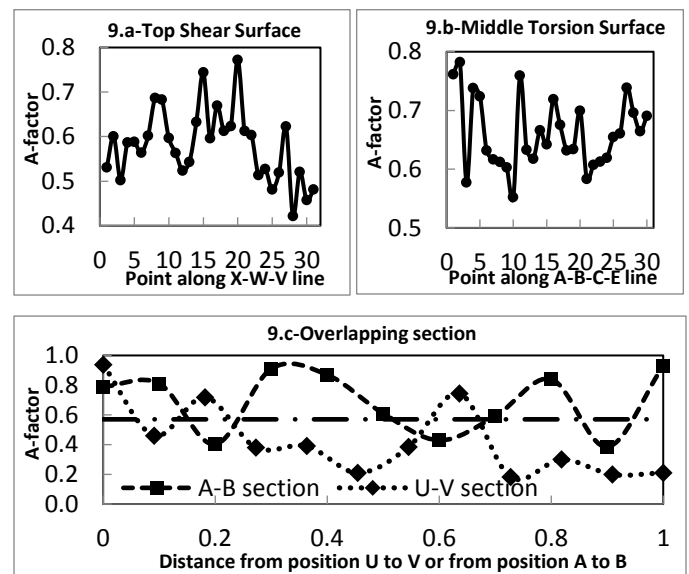 9.a-Top Shear Surface
A-factor
0.8
0.7
0.6
0.5
0.4
0 5 10 15 20 25 30
Point along X-W-V line
9.b-Middle Torsion Surface
A-factor
0.8
0.7
0.6
0.5
0 5 10 15 20 25 30
Point along A-B-C-E line
9.c-Overlapping section
A-factor
1.0
0.8
0.6
0.4
0.2
0.0
A-B section U-V section
0 0.2 0.4 0.6 0.8 1
Distance from position U to V or from position A to B